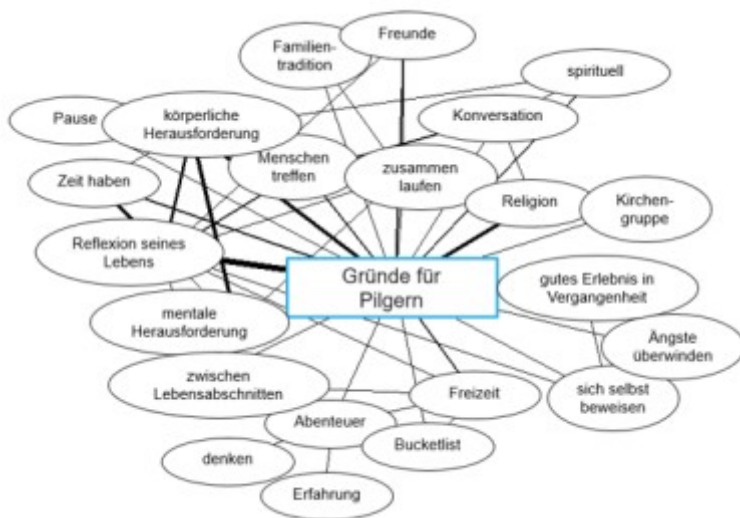 Freunde
Familien-
tradition
spirituell
Pause
körperliche
Herausforderung
Konversation
Menschen
treffen
zusammen
laufen
Zeit haben
Religion
Kirchen-
gruppe
Reflexion seines
Lebens
Gründe für
Pilgern
gutes Erlebnis in
Vergangenheit
mentale
Herausforderung
Ängste
überwinden
zwischen
Lebensabschnitten
Freizeit
sich selbst
beweisen
Abenteuer
Bucketlist
denken
Erfahrung